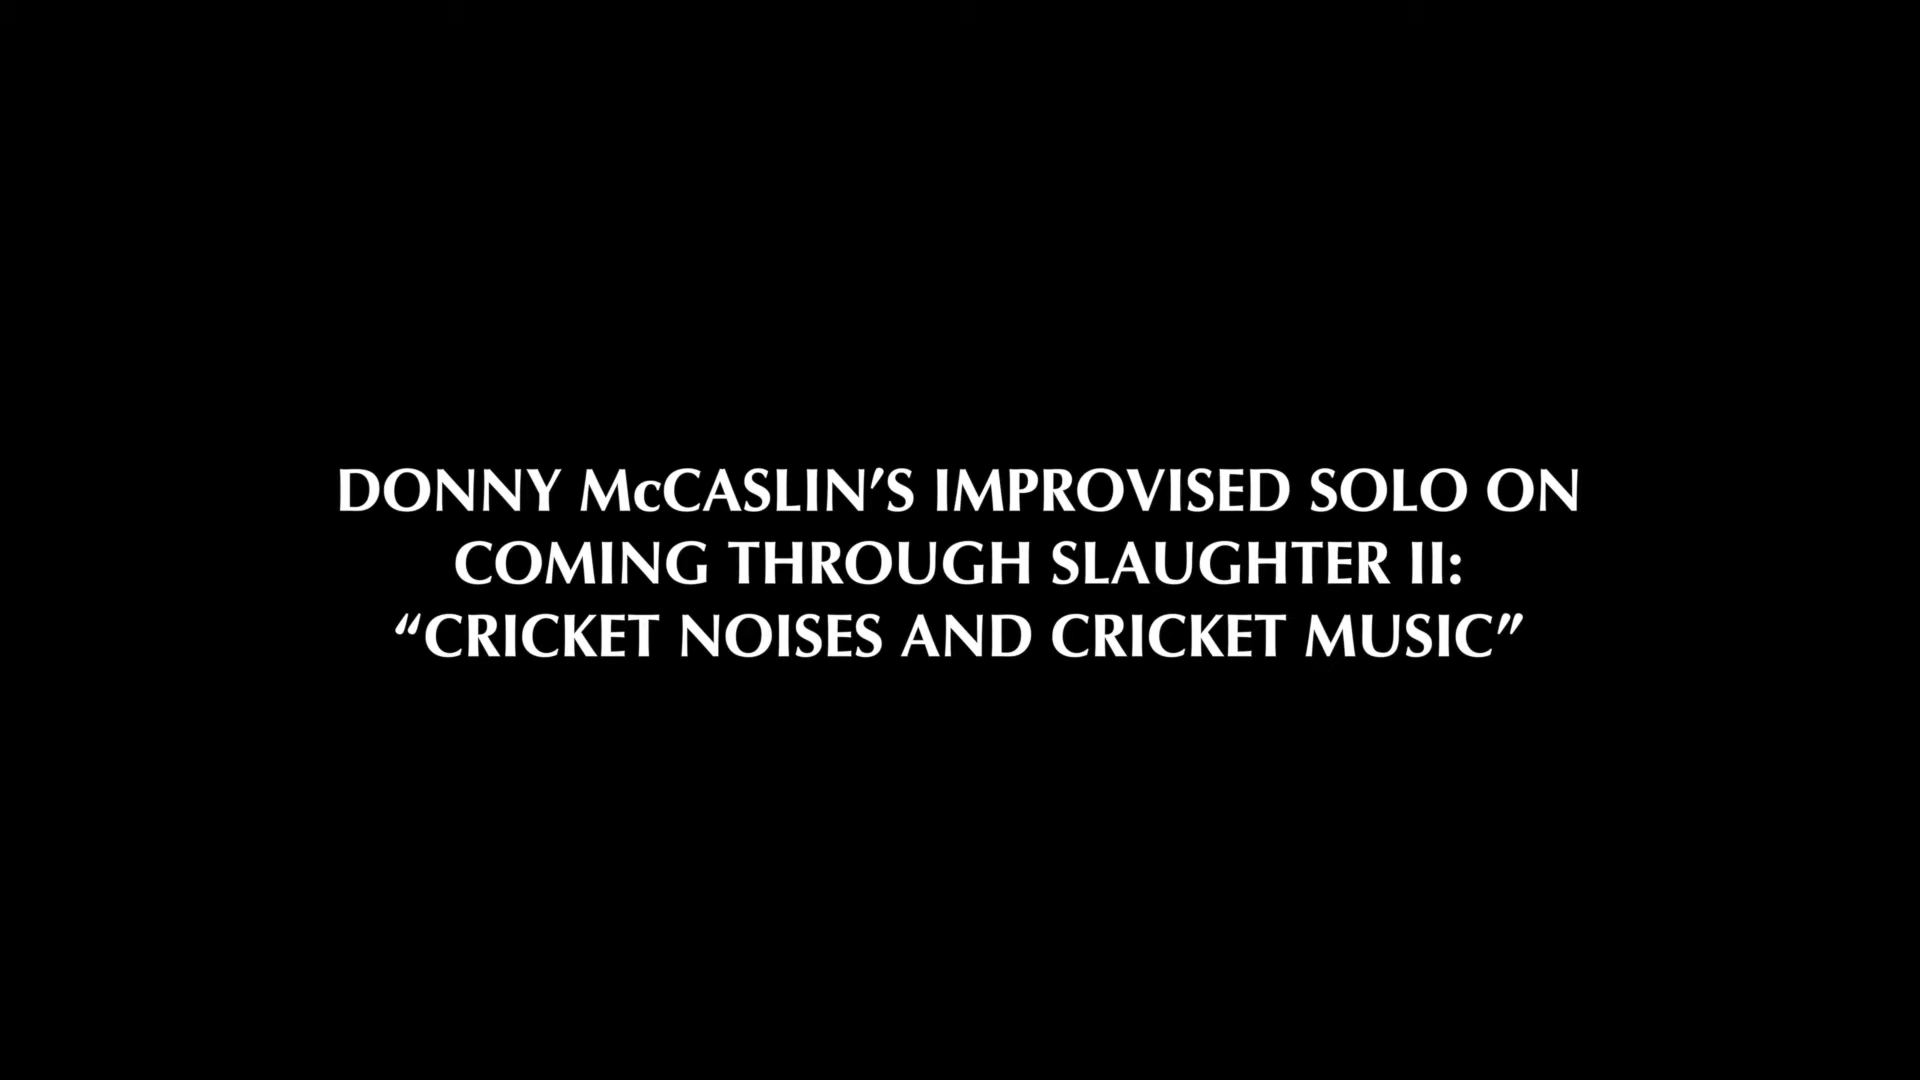 DONNY McCASLIN’S IMPROVISED SOLO ON
COMING THROUGH SLAUGHTER II:
“CRICKET NOISES AND CRICKET MUSIC”